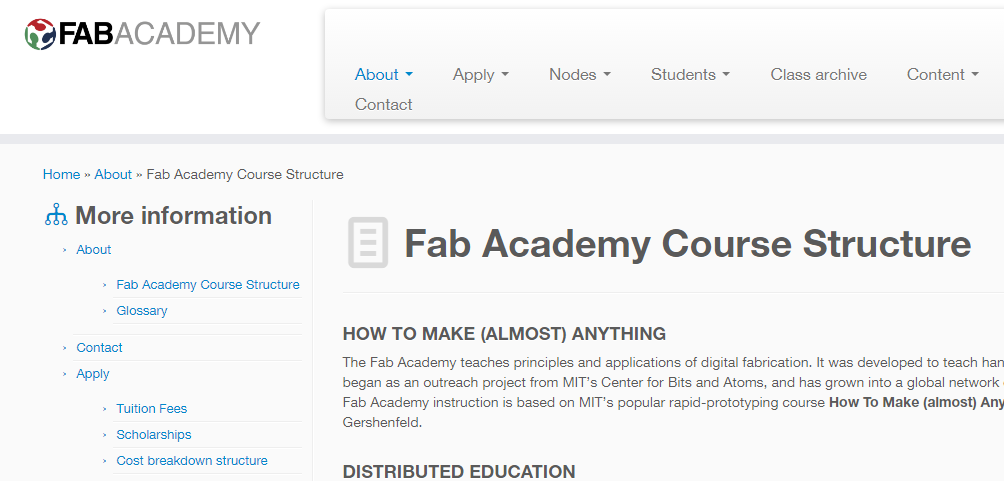 FABACADEMY
About Apply Nodes Students Class archive Content
Contact
Home » About » Fab Academy Course Structure
More information
About
Fab Academy Course Structure
Glossary
Contact
Apply
Tuition Fees
Scholarships
Cost breakdown structure
Fab Academy Course Structure
HOW TO MAKE (ALMOST) ANYTHING
The Fab Academy teaches principles and applications of digital fabrication. It was developed to teach han
began as an outreach project from MIT's Center for Bits and Atoms, and has grown into a global network
Fab Academy instruction is based on MIT's popular rapid-prototyping course How To Make (almost) Any
Gershenfeld.
DISTRIBUTED EDUCATION